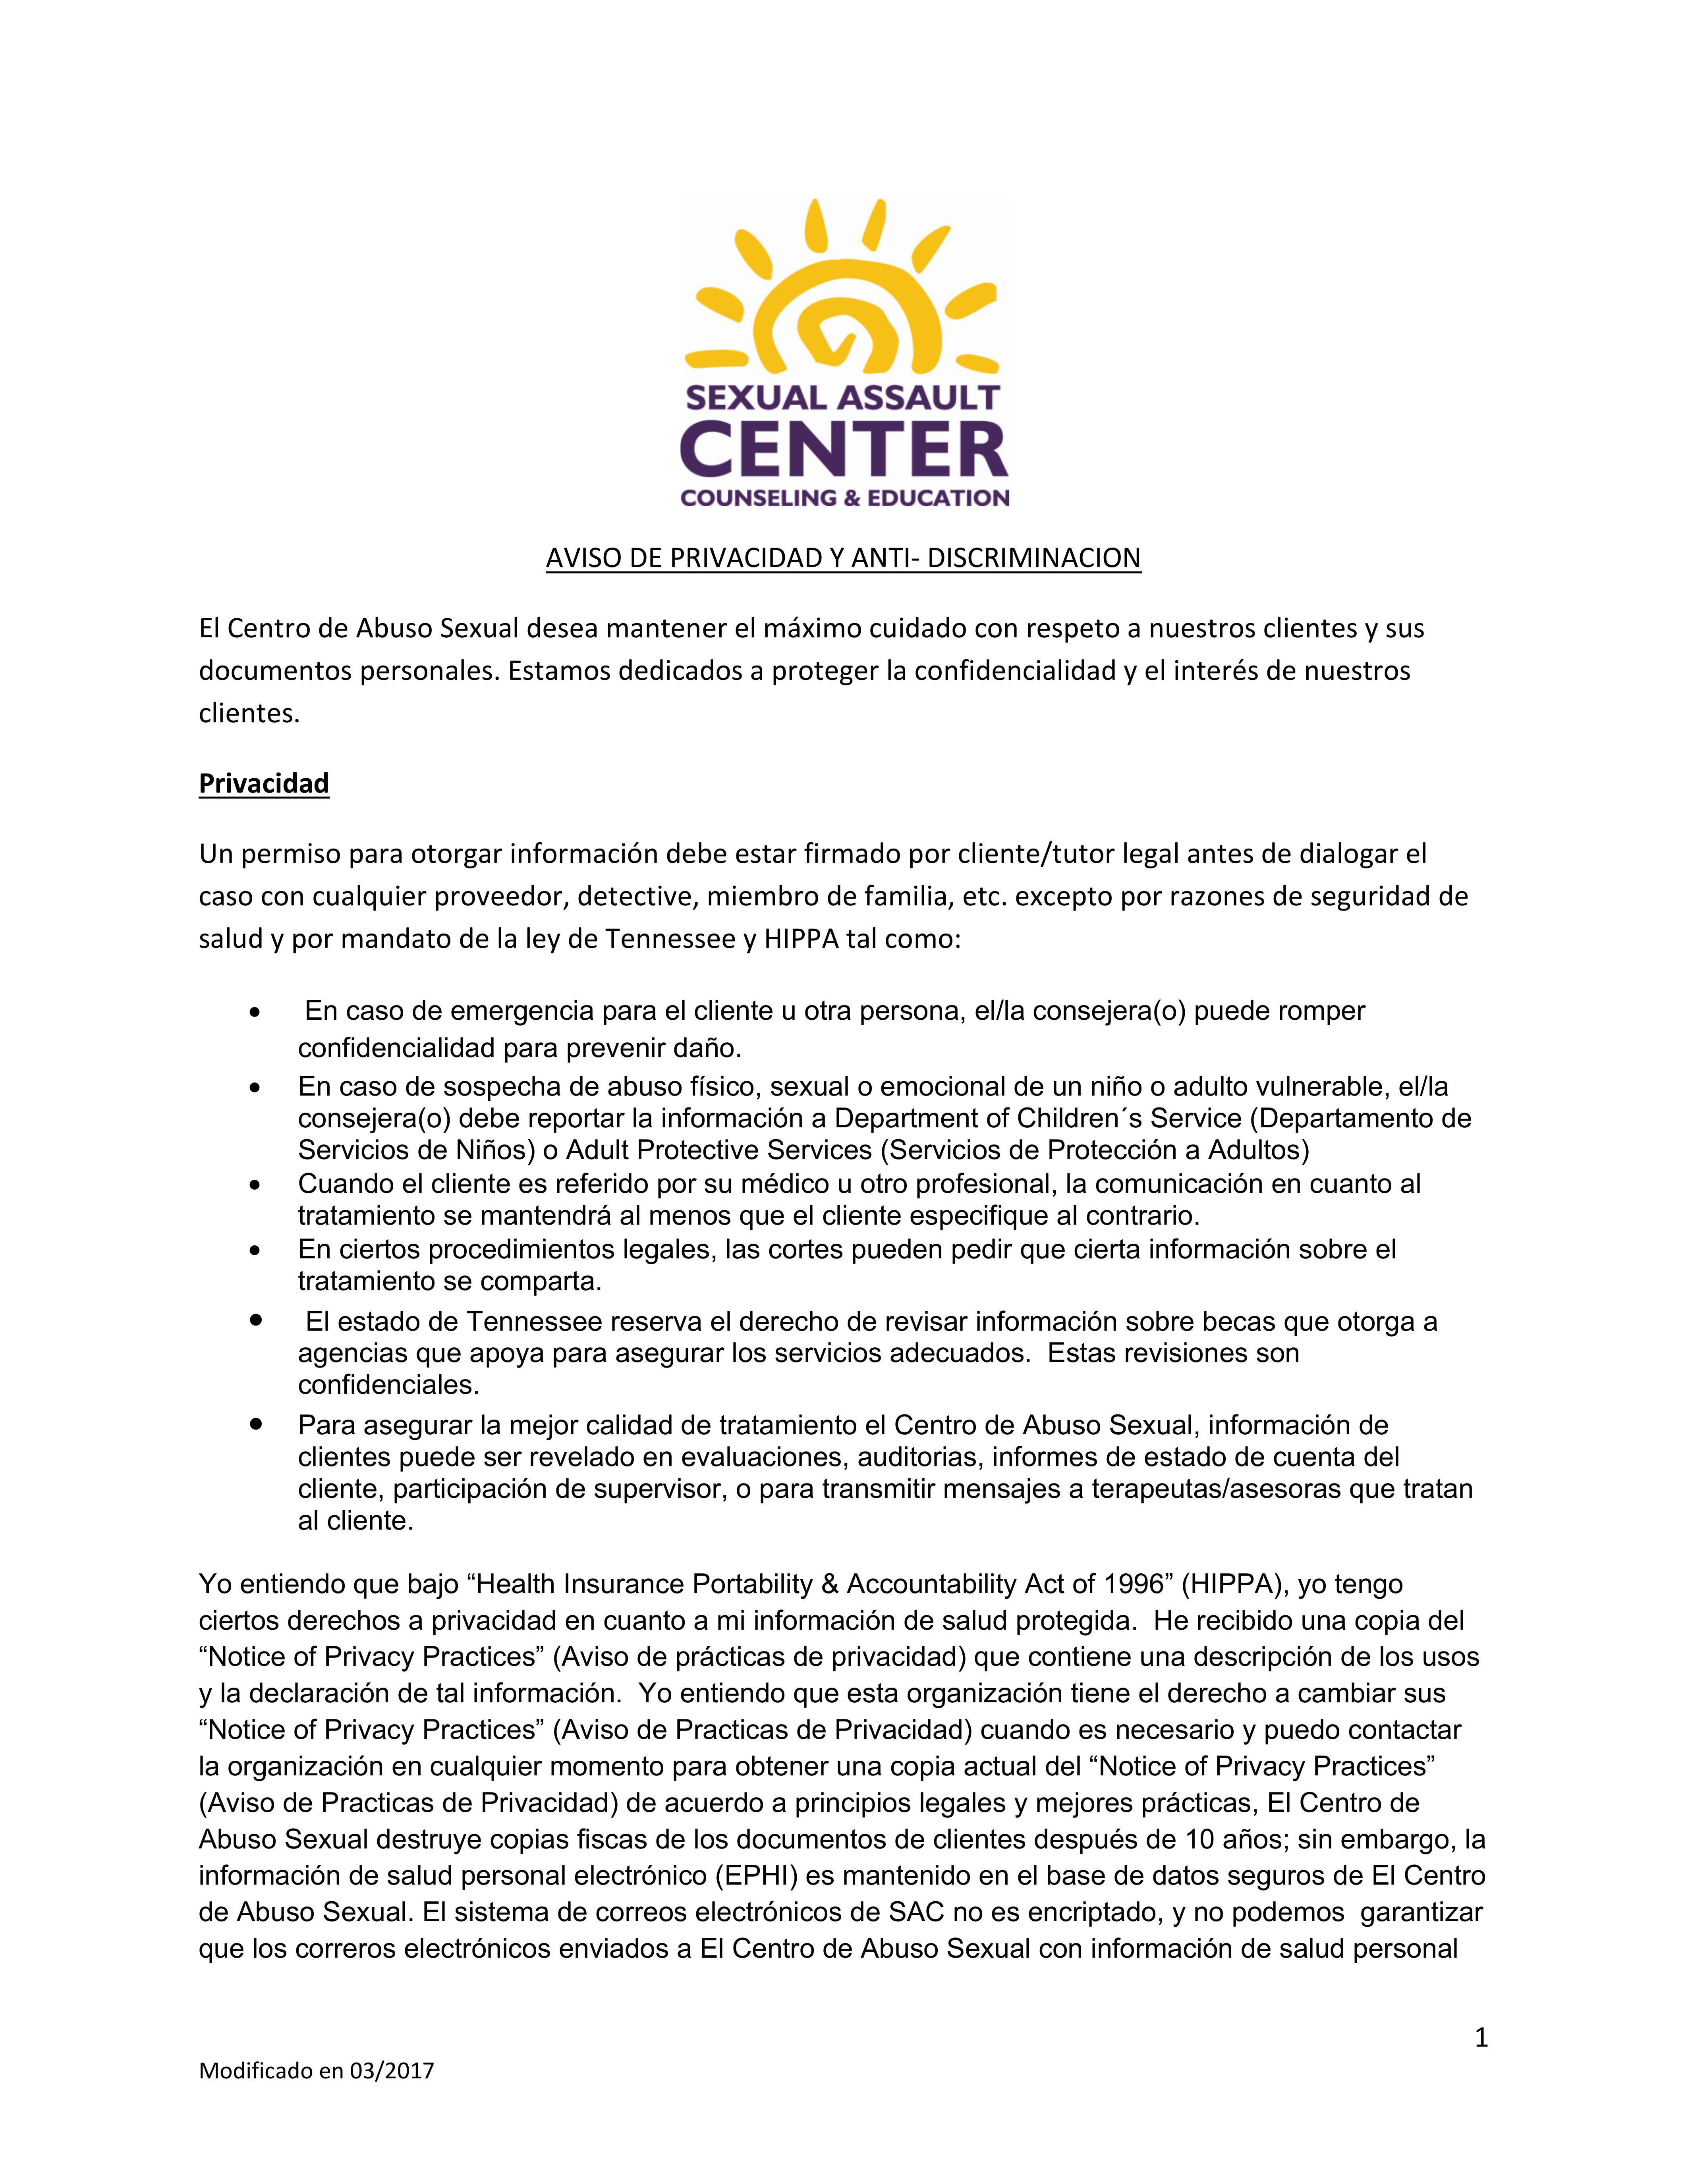 SEXUAL ASSAULT
CENTER
COUNSELING & EDUCATION
AVISO DE PRIVACIDAD Y ANTI- DISCRIMINACION
El Centro de Abuso Sexual desea mantener el máximo cuidado con respeto a nuestros clientes y sus
documentos personales. Estamos dedicados a proteger la confidencialidad y el interés de nuestros
clientes.
Privacidad
Un permiso para otorgar información debe estar firmado por cliente/tutor legal antes de dialogar el
caso con cualquier proveedor, detective, miembro de familia, etc. excepto por razones de seguridad de
salud y por mandato de la ley de Tennessee y HIPPA tal como:
• En caso de emergencia para el cliente u otra persona, el/la consejera(o) puede romper
confidencialidad para prevenir daño.
• En caso de sospecha de abuso físico, sexual o emocional de un niño o adulto vulnerable, el/la
consejera(o) debe reportar la información a Department of Children´s Service (Departamento de
Servicios de Niños) o Adult Protective Services (Servicios de Protección a Adultos)
• Cuando el cliente es referido por su médico u otro profesional, la comunicación en cuanto al
tratamiento se mantendrá al menos que el cliente especifique al contrario.
• En ciertos procedimientos legales, las cortes pueden pedir que cierta información sobre el
tratamiento se comparta.
• El estado de Tennessee reserva el derecho de revisar información sobre becas que otorga a
agencias que apoya para asegurar los servicios adecuados.  Estas revisiones son
confidenciales.
• Para asegurar la mejor calidad de tratamiento el Centro de Abuso Sexual, información de
clientes puede ser revelado en evaluaciones, auditorias, informes de estado de cuenta del
cliente, participación de supervisor, o para transmitir mensajes a terapeutas/asesoras que tratan
al cliente.
Yo entiendo que bajo “Health Insurance Portability & Accountability Act of 1996” (HIPPA), yo tengo
ciertos derechos a privacidad en cuanto a mi información de salud protegida.  He recibido una copia del
“Notice of Privacy Practices” (Aviso de prácticas de privacidad) que contiene una descripción de los usos
y la declaración de tal información.  Yo entiendo que esta organización tiene el derecho a cambiar sus
“Notice of Privacy Practices” (Aviso de Practicas de Privacidad) cuando es necesario y puedo contactar
la organización en cualquier momento para obtener una copia actual del “Notice of Privacy Practices”
(Aviso de Practicas de Privacidad) de acuerdo a principios legales y mejores prácticas, El Centro de
Abuso Sexual destruye copias fiscas de los documentos de clientes después de 10 años; sin embargo, la
información de salud personal electrónico (EPHI) es mantenido en el base de datos seguros de El Centro
de Abuso Sexual. El sistema de correos electrónicos de SAC no es encriptado, y no podemos  garantizar
que los correros electrónicos enviados a El Centro de Abuso Sexual con información de salud personal
1
Modificado en 03/2017